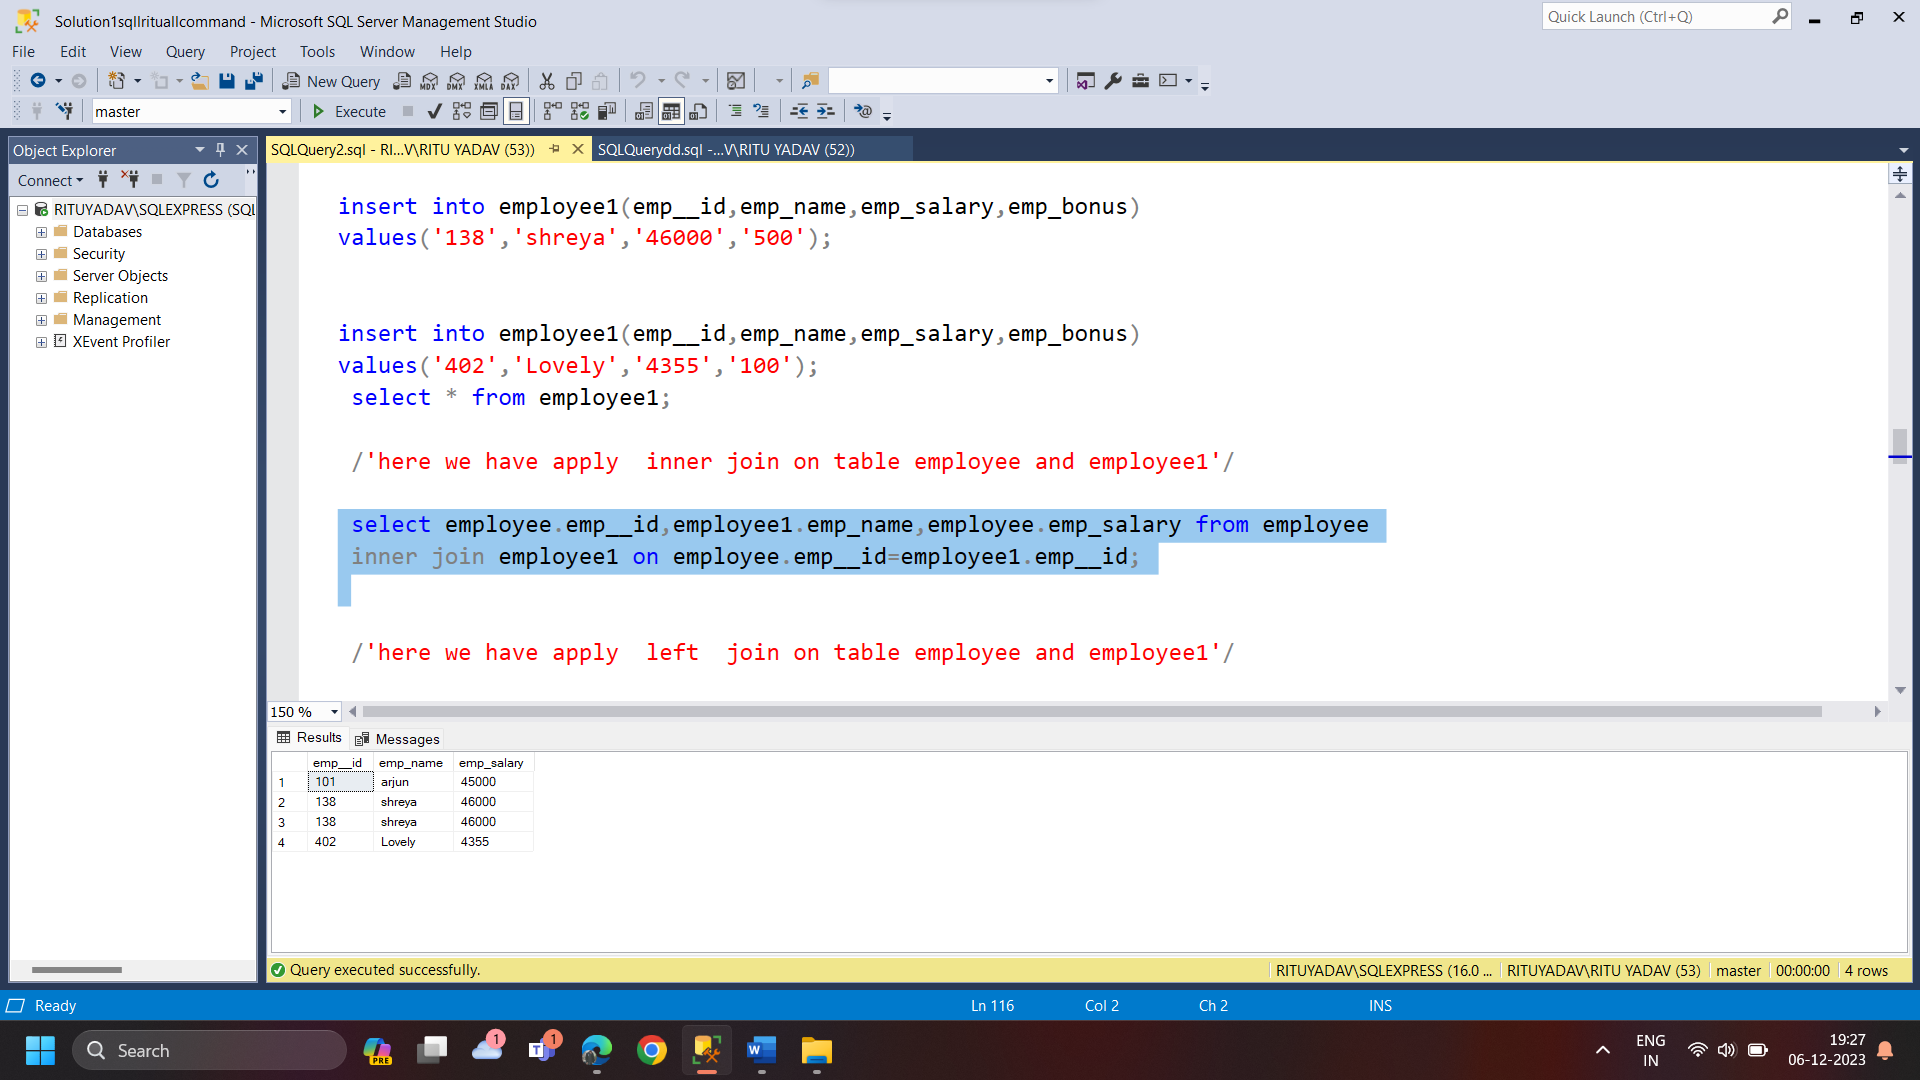 Solution1sqllrituallcommand - Microsoft SQL Server Management Studio
Quick Launch (Ctrl+Q)
File Edit View Query Project Tools Window Help
New Query MDX DMX XMLA DAX
master Execute
Object Explorer
Connect
RITUYADAV\SQLEXPRESS (SQL
Databases
Security
Server Objects
Replication
Management
XEvent Profiler
SQLQuery2.sql - RI...V\RITU YADAV (53)) SQLQuerydd.sql -...V\RITU YADAV (52))
insert into employee1(emp__id,emp_name,emp_salary,emp_bonus)
values('138','shreya','46000','500');
insert into employee1(emp__id,emp_name,emp_salary,emp_bonus)
values('402','Lovely','4355','100');
select * from employee1;
/'here we have apply  inner join on table employee and employee1'/
select employee.emp__id,employee1.emp_name,employee.emp_salary from employee
inner join employee1 on employee.emp__id=employee1.emp__id;
/'here we have apply  left  join on table employee and employee1'/
150 %
Results Messages
emp__id emp_name emp_salary
1 101 arjun 45000
2 138 shreya 46000
3 138 shreya 46000
4 402 Lovely 4355
Query executed successfully. RITUYADAV\SQLEXPRESS (16.0 ... RITUYADAV\RITU YADAV (53) master 00:00:00 4 rows
Ready Ln 116 Col 2 Ch 2 INS
Search PRE 1 1 ENG IN 19:27 06-12-2023